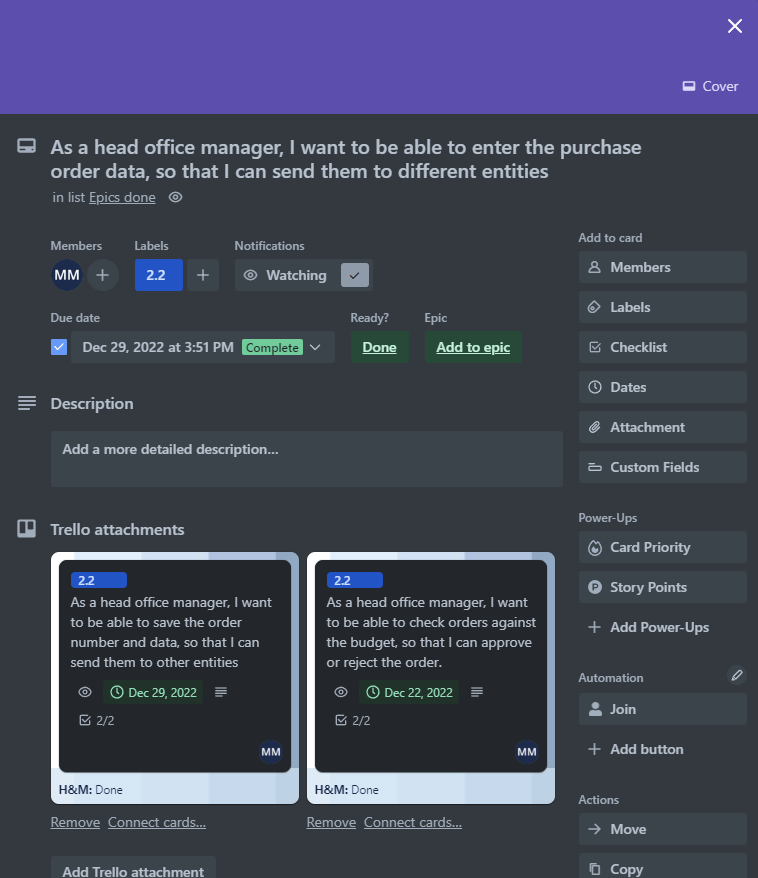 Cover
As a head office manager, I want to be able to enter the purchase
order data, so that I can send them to different entities
in list Epics done
Members
Labels
Notifications
MM
2.2
Watching
Due date
Ready?
Epic
Dec 29, 2022 at 3:51 PM Complete
Done
Add to epic
Description
Add a more detailed description...
Trello attachments
2.2
As a head office manager, I want
to be able to save the order
number and data, so that I can
send them to other entities
Dec 29, 2022
2/2
MM
H&M: Done
Remove Connect cards...
2.2
As a head office manager, I want
to be able to check orders against
the budget, so that I can approve
or reject the order.
Dec 22, 2022
2/2
MM
H&M: Done
Remove Connect cards...
Add Trello attachment
Add to card
Members
Labels
Checklist
Dates
Attachment
Custom Fields
Power-Ups
Card Priority
Story Points
Add Power-Ups
Automation
Join
Add button
Actions
Move
Copy